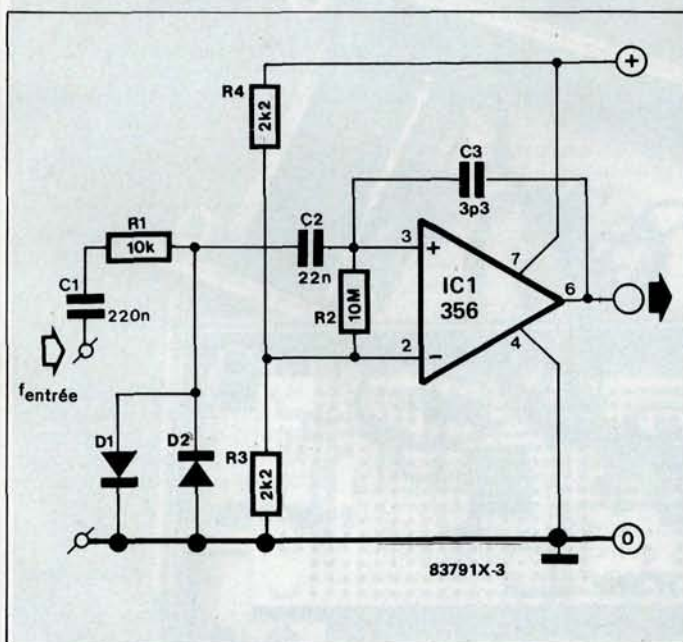 R4
2k2
+
C3
3p3
R1
10k
C2
22n
3
+
7
C1
220n
R2
10M
IC1
356
6
2
−
4
fentrée
D1
D2
R3
2k2
0
83791X-3